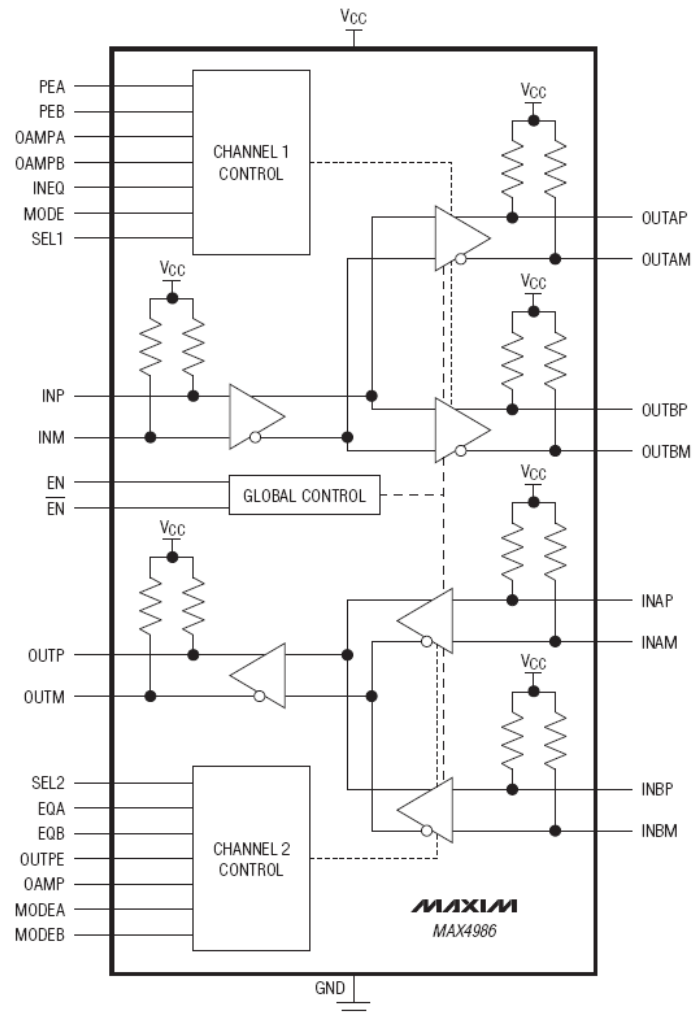 VCC
PEA
PEB
OAMPA
OAMPB
INEQ
MODE
SEL1
CHANNEL 1
CONTROL
VCC
OUTAP
OUTAM
VCC
VCC
INP
INM
OUTBP
OUTBM
EN
EN
GLOBAL CONTROL
VCC
VCC
INAP
INAM
OUTP
OUTM
VCC
INBP
INBM
SEL2
EQA
EQB
OUTPE
OAMP
MODEA
MODEB
CHANNEL 2
CONTROL
MAXIM
MAX4986
GND